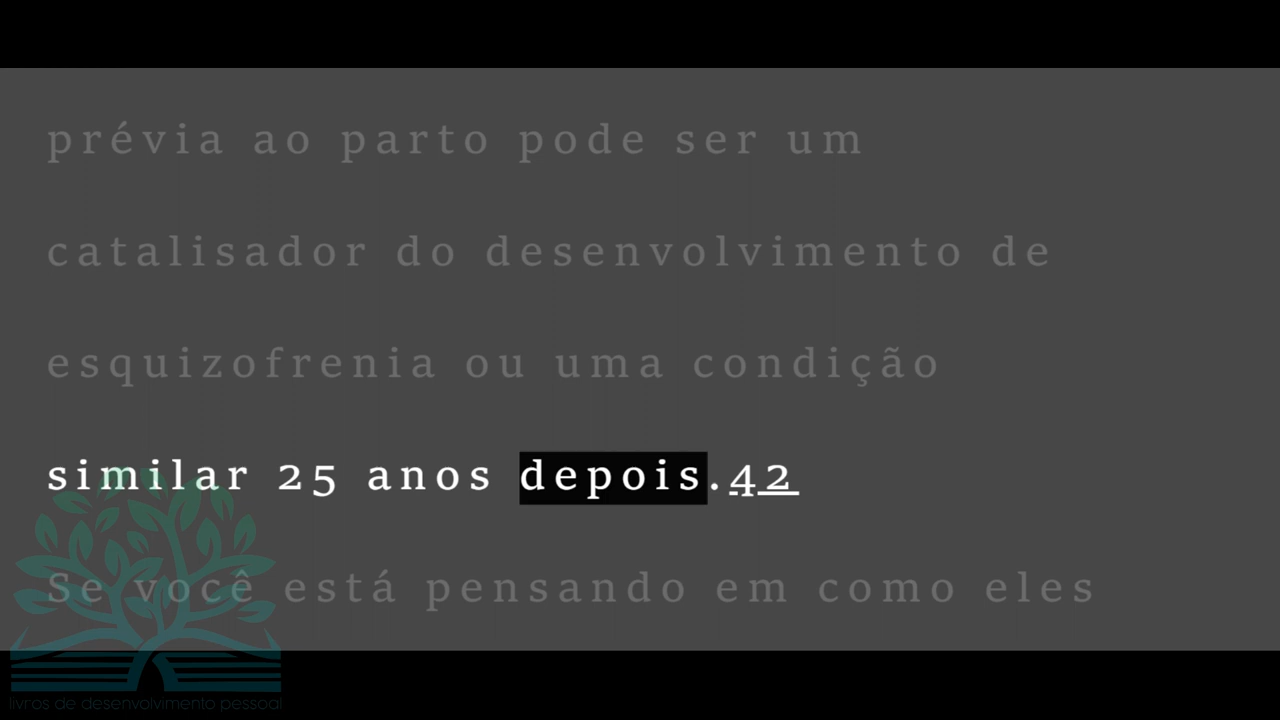 prévia ao parto pode ser um
catalisador do desenvolvimento de
esquizofrenia ou uma condição
similar 25 anos depois.42
Se você está pensando em como eles
livros de desenvolvimento pessoal